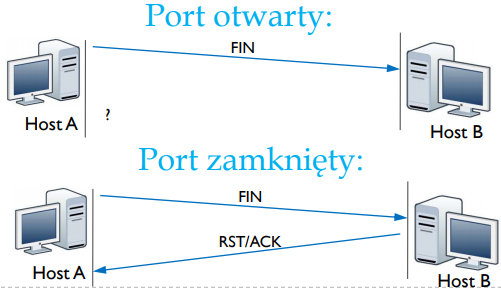 Port otwarty:
FIN
?
Host A
Host B
Port zamknięty:
FIN
RST/ACK
Host A
Host B